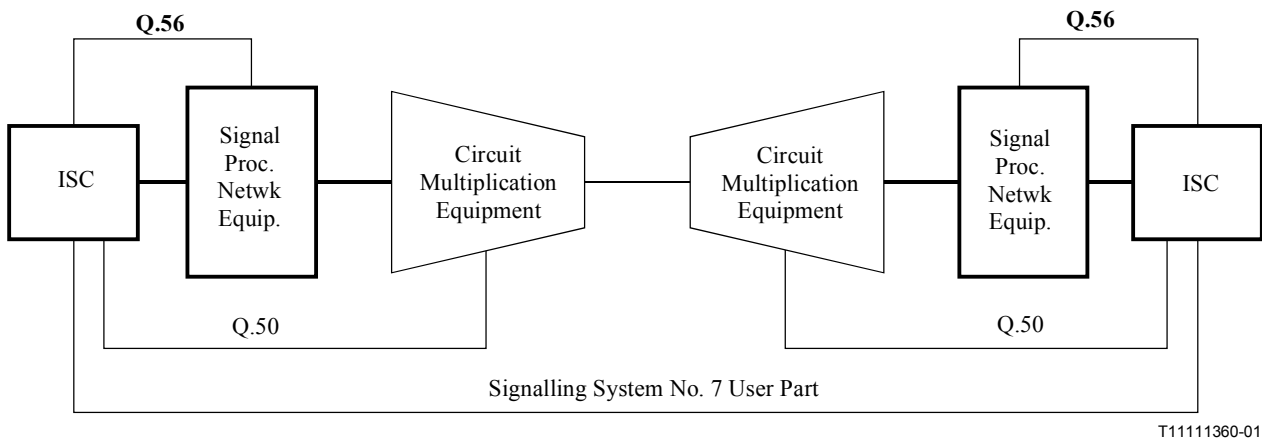 Q.56
Q.56
ISC
Signal
Proc.
Netwk
Equip.
Circuit
Multiplication
Equipment
Circuit
Multiplication
Equipment
Signal
Proc.
Netwk
Equip.
ISC
Q.50
Q.50
Signalling System No. 7 User Part
T11111360-01